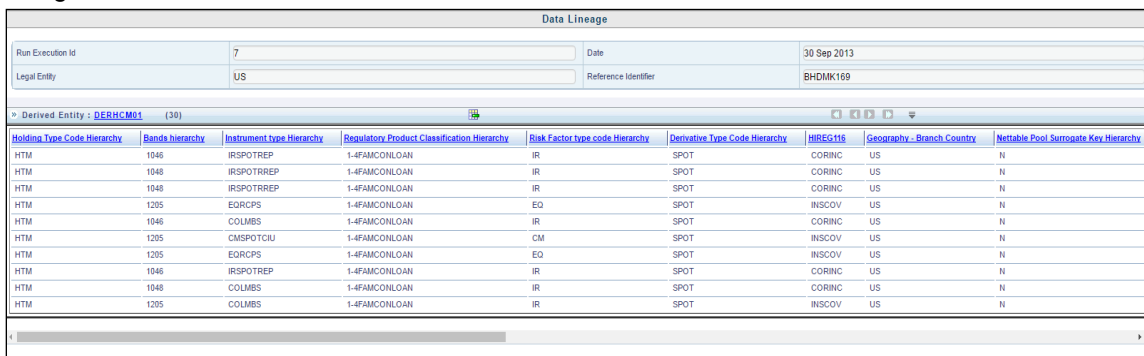 Data Lineage
Run Execution Id 7 Date 30 Sep 2013
Legal Entity US Reference Identifier BHDMK169
» Derived Entity : DERHCM01 (30)
Holding Type Code Hierarchy Bands hierarchy Instrument type Hierarchy Regulatory Product Classification Hierarchy Risk Factor type code Hierarchy Derivative Type Code Hierarchy HIREG116 Geography - Branch Country Nettable Pool Surrogate Key Hierarchy
HTM 1046 IRSPOTREP 1-4FAMCONLOAN IR SPOT CORINC US N
HTM 1048 IRSPOTRREP 1-4FAMCONLOAN IR SPOT CORINC US N
HTM 1048 IRSPOTRREP 1-4FAMCONLOAN IR SPOT CORINC US N
HTM 1205 EQRCPS 1-4FAMCONLOAN EQ SPOT INSCOV US N
HTM 1046 COLMBS 1-4FAMCONLOAN IR SPOT CORINC US N
HTM 1205 CMSPOTCIU 1-4FAMCONLOAN CM SPOT INSCOV US N
HTM 1205 EQRCPS 1-4FAMCONLOAN EQ SPOT INSCOV US N
HTM 1046 IRSPOTREP 1-4FAMCONLOAN IR SPOT CORINC US N
HTM 1048 COLMBS 1-4FAMCONLOAN IR SPOT CORINC US N
HTM 1205 COLMBS 1-4FAMCONLOAN IR SPOT INSCOV US N